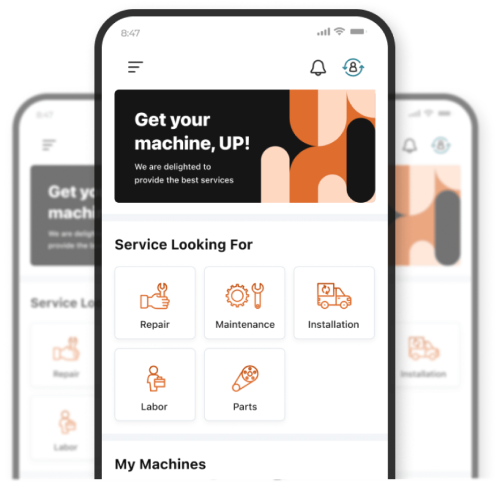 8:47
Get your
machine, UP!
We are delighted to
provide the best services
Service Looking For
Repair
Maintenance
Installation
Labor
Parts
My Machines
8:47
Get yo
machi
We are deligh
provide the b
Service Lo
Repair
Labor
Installation